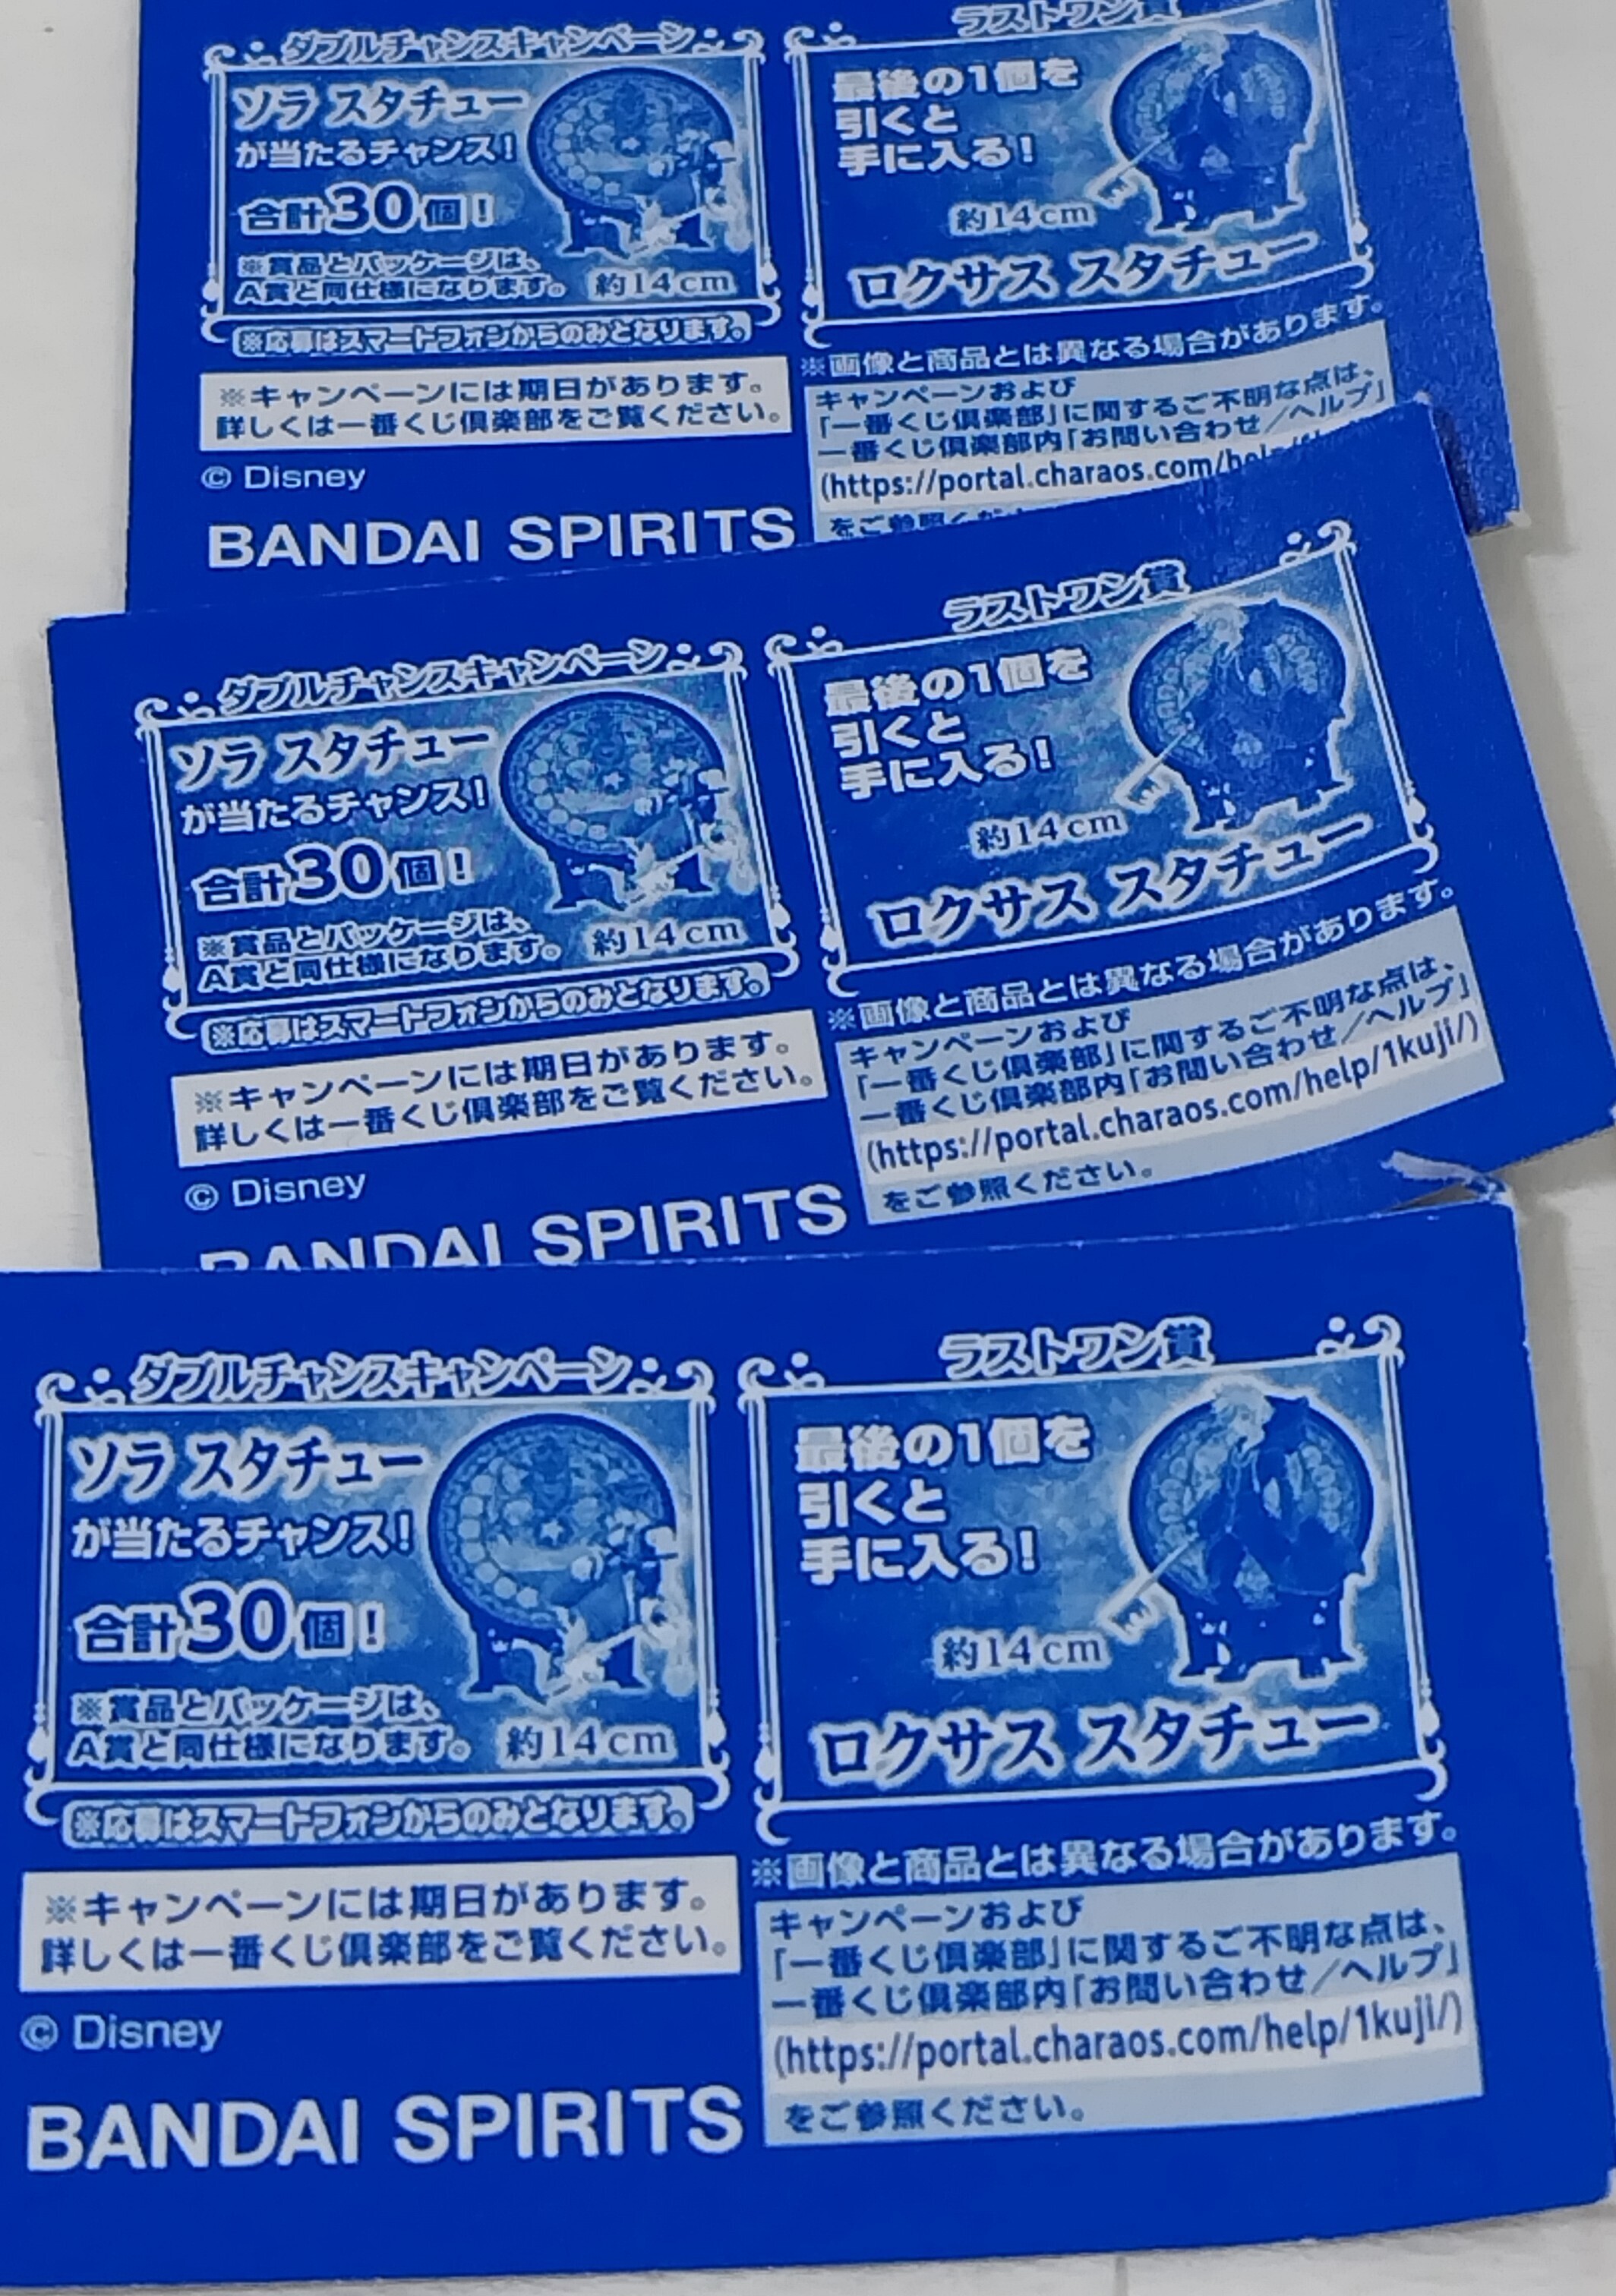 ダブルチャンスキャンペーン
ソラ スタチュー
が当たるチャンス!
合計30個!
※賞品とパッケージは、
A賞と同仕様になります。
約14cm
※応募はスマートフォンからのみとなります。
※キャンペーンには期日があります。
詳しくは一番くじ倶楽部をご覧ください。
© Disney
BANDAI SPIRITS
ラストワン賞
最後の1個を
引くと
手に入る!
約14cm
ロクサス スタチュー
※画像と商品とは異なる場合があります。
キャンペーンおよび
「一番くじ倶楽部」に関するご不明な点は、
一番くじ倶楽部内「お問い合わせ/ヘルプ」
(https://portal.charaos.com/help/
をご参照くだ
ダブルチャンスキャンペーン
ソラ スタチュー
が当たるチャンス!
合計30個!
※賞品とパッケージは、
A賞と同仕様になります。
約14cm
※応募はスマートフォンからのみとなります。
※キャンペーンには期日があります。
詳しくは一番くじ倶楽部をご覧ください。
© Disney
BANDAI SPIRITS
ラストワン賞
最後の1個を
引くと
手に入る!
約14cm
ロクサス スタチュー
※画像と商品とは異なる場合があります。
キャンペーンおよび
「一番くじ倶楽部」に関するご不明な点は、
一番くじ倶楽部内「お問い合わせ/ヘルプ」
(https://portal.charaos.com/help/1kuji/)
をご参照ください。
ダブルチャンスキャンペーン
ソラ スタチュー
が当たるチャンス!
合計30個!
※賞品とパッケージは、
A賞と同仕様になります。
約14cm
※応募はスマートフォンからのみとなります。
※キャンペーンには期日があります。
詳しくは一番くじ倶楽部をご覧ください。
© Disney
BANDAI SPIRITS
ラストワン賞
最後の1個を
引くと
手に入る!
約14cm
ロクサス スタチュー
※画像と商品とは異なる場合があります。
キャンペーンおよび
「一番くじ倶楽部」に関するご不明な点は、
一番くじ倶楽部内「お問い合わせ/ヘルプ」
(https://portal.charaos.com/help/1kuji/)
をご参照ください。